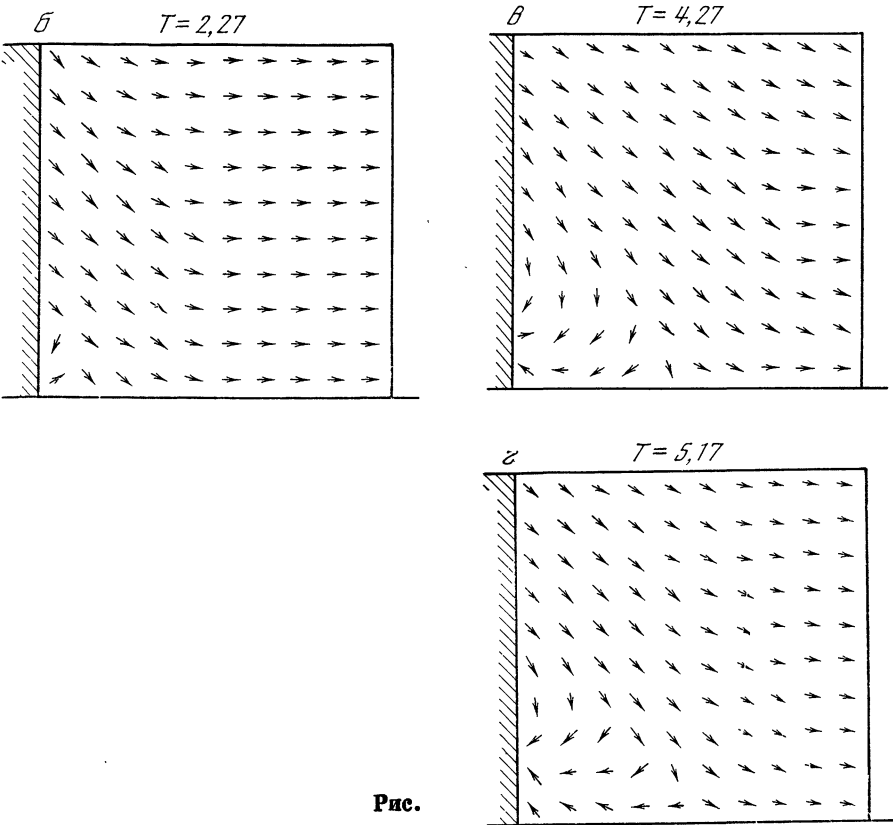 б T = 2,27
в T = 4,27
г T = 5,17
Рис.